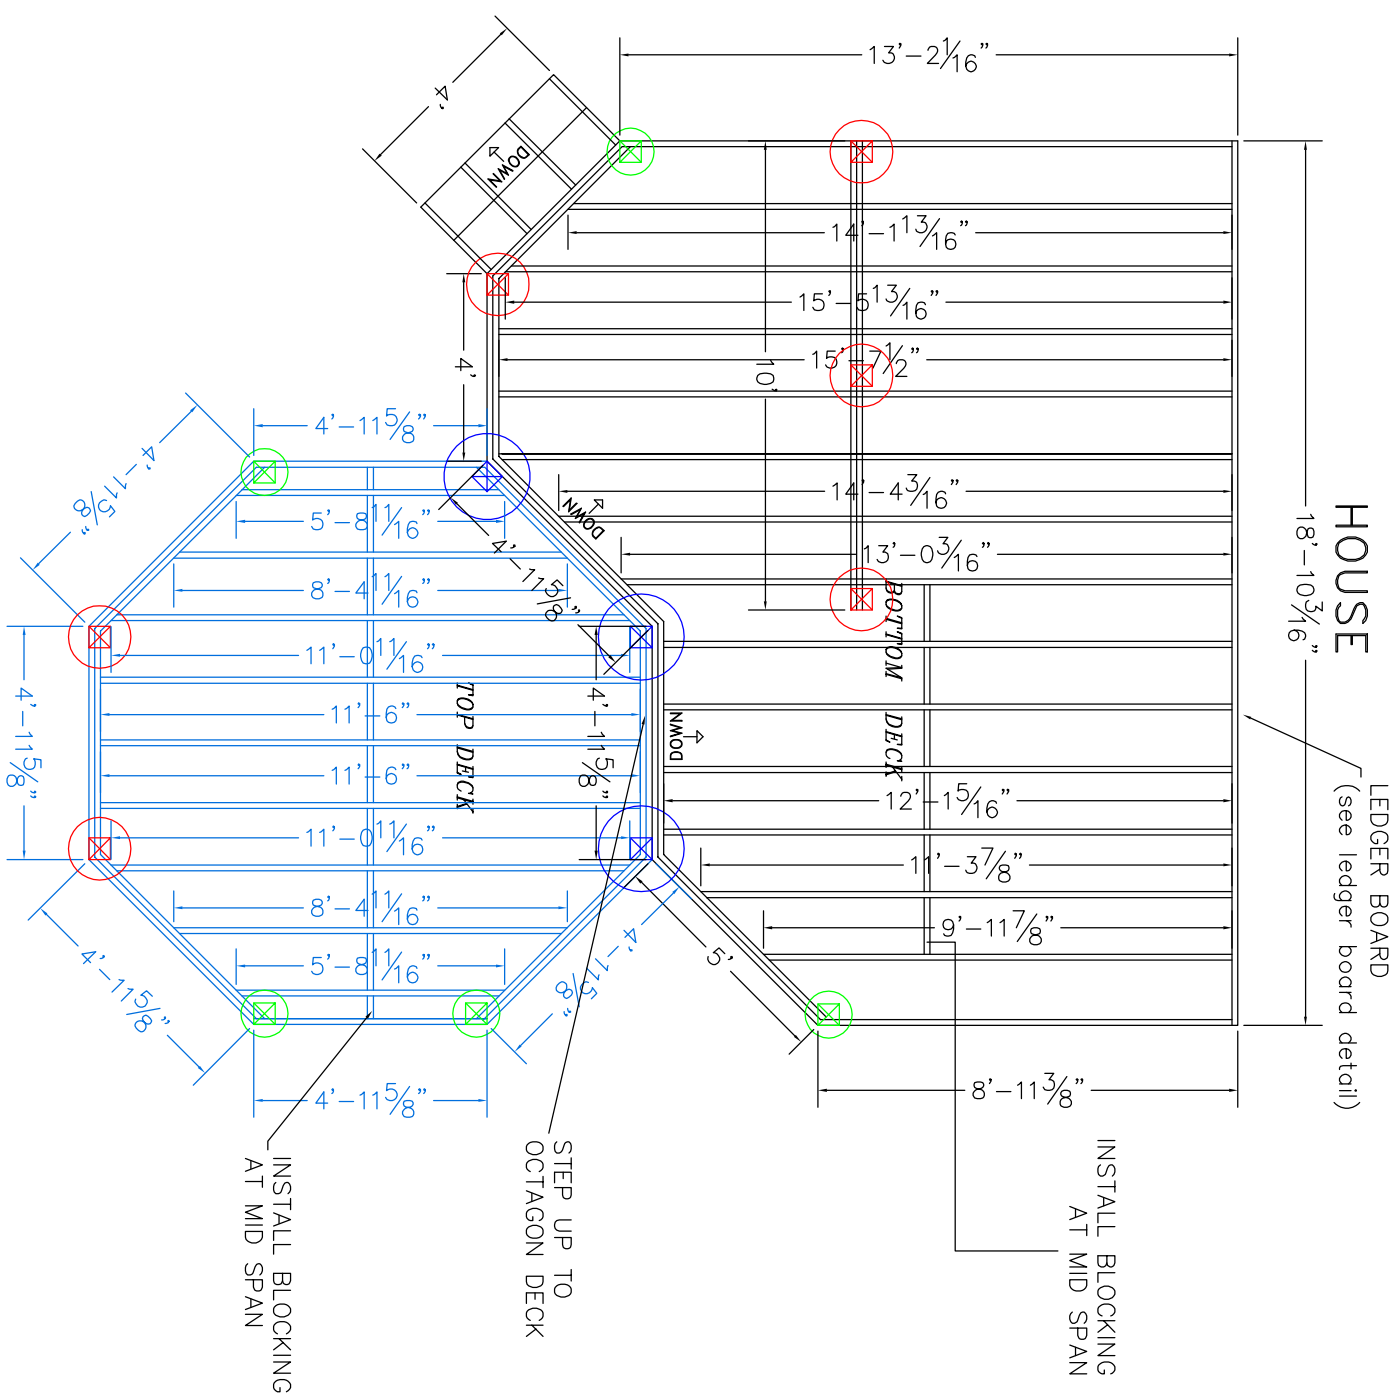 HOUSE
18'-10 3/16"
LEDGER BOARD
(see ledger board detail)
13'-2 1/16"
4'
DOWN
14'-1 13/16"
15'-5 13/16"
15'-7 1/2"
10'
4'
14'-4 3/16"
DOWN
13'-0 3/16"
BOTTOM DECK
DOWN
12'-1 5/16"
11'-3 7/8"
9'-11 7/8"
5'
8'-11 3/8"
INSTALL BLOCKING
AT MID SPAN
4'-11 5/8"
4'-11 5/8"
4'-11 5/8"
4'-11 5/8"
5'-8 11/16"
8'-4 11/16"
11'-0 11/16"
11'-6"
TOP DECK
11'-6"
11'-0 11/16"
8'-4 11/16"
5'-8 11/16"
4'-11 5/8"
4'-11 5/8"
4'-11 5/8"
4'-11 5/8"
STEP UP TO
OCTAGON DECK
INSTALL BLOCKING
AT MID SPAN